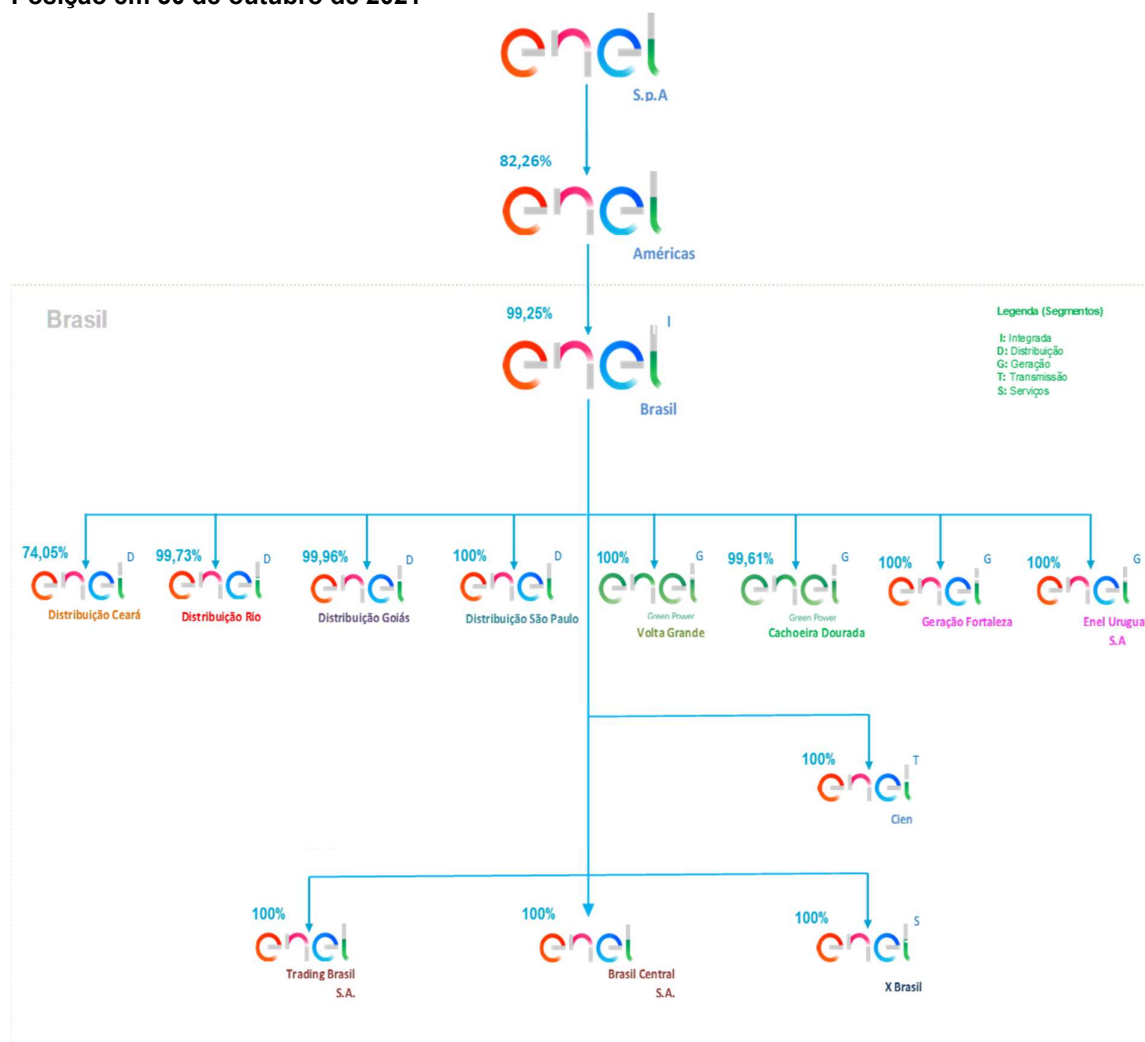 Posição em 30 de outubro de 2021
enel
S.p.A
82,26%
enel
Américas
Brasil
99,25%
I
enel
Brasil
Legenda (Segmentos)
I: Integrada
D: Distribuição
G: Geração
T: Transmissão
S: Serviços
74,05%
D
enel
Distribuição Ceará
99,73%
D
enel
Distribuição Rio
99,96%
D
enel
Distribuição Goiás
100%
D
enel
Distribuição São Paulo
100%
G
enel
Green Power
Volta Grande
99,61%
G
enel
Green Power
Cachoeira Dourada
100%
G
enel
Geração Fortaleza
100%
G
enel
Enel Urugua
S.A
100%
T
enel
Cien
100%
enel
Trading Brasil
S.A.
100%
enel
Brasil Central
S.A.
100%
S
enel
X Brasil